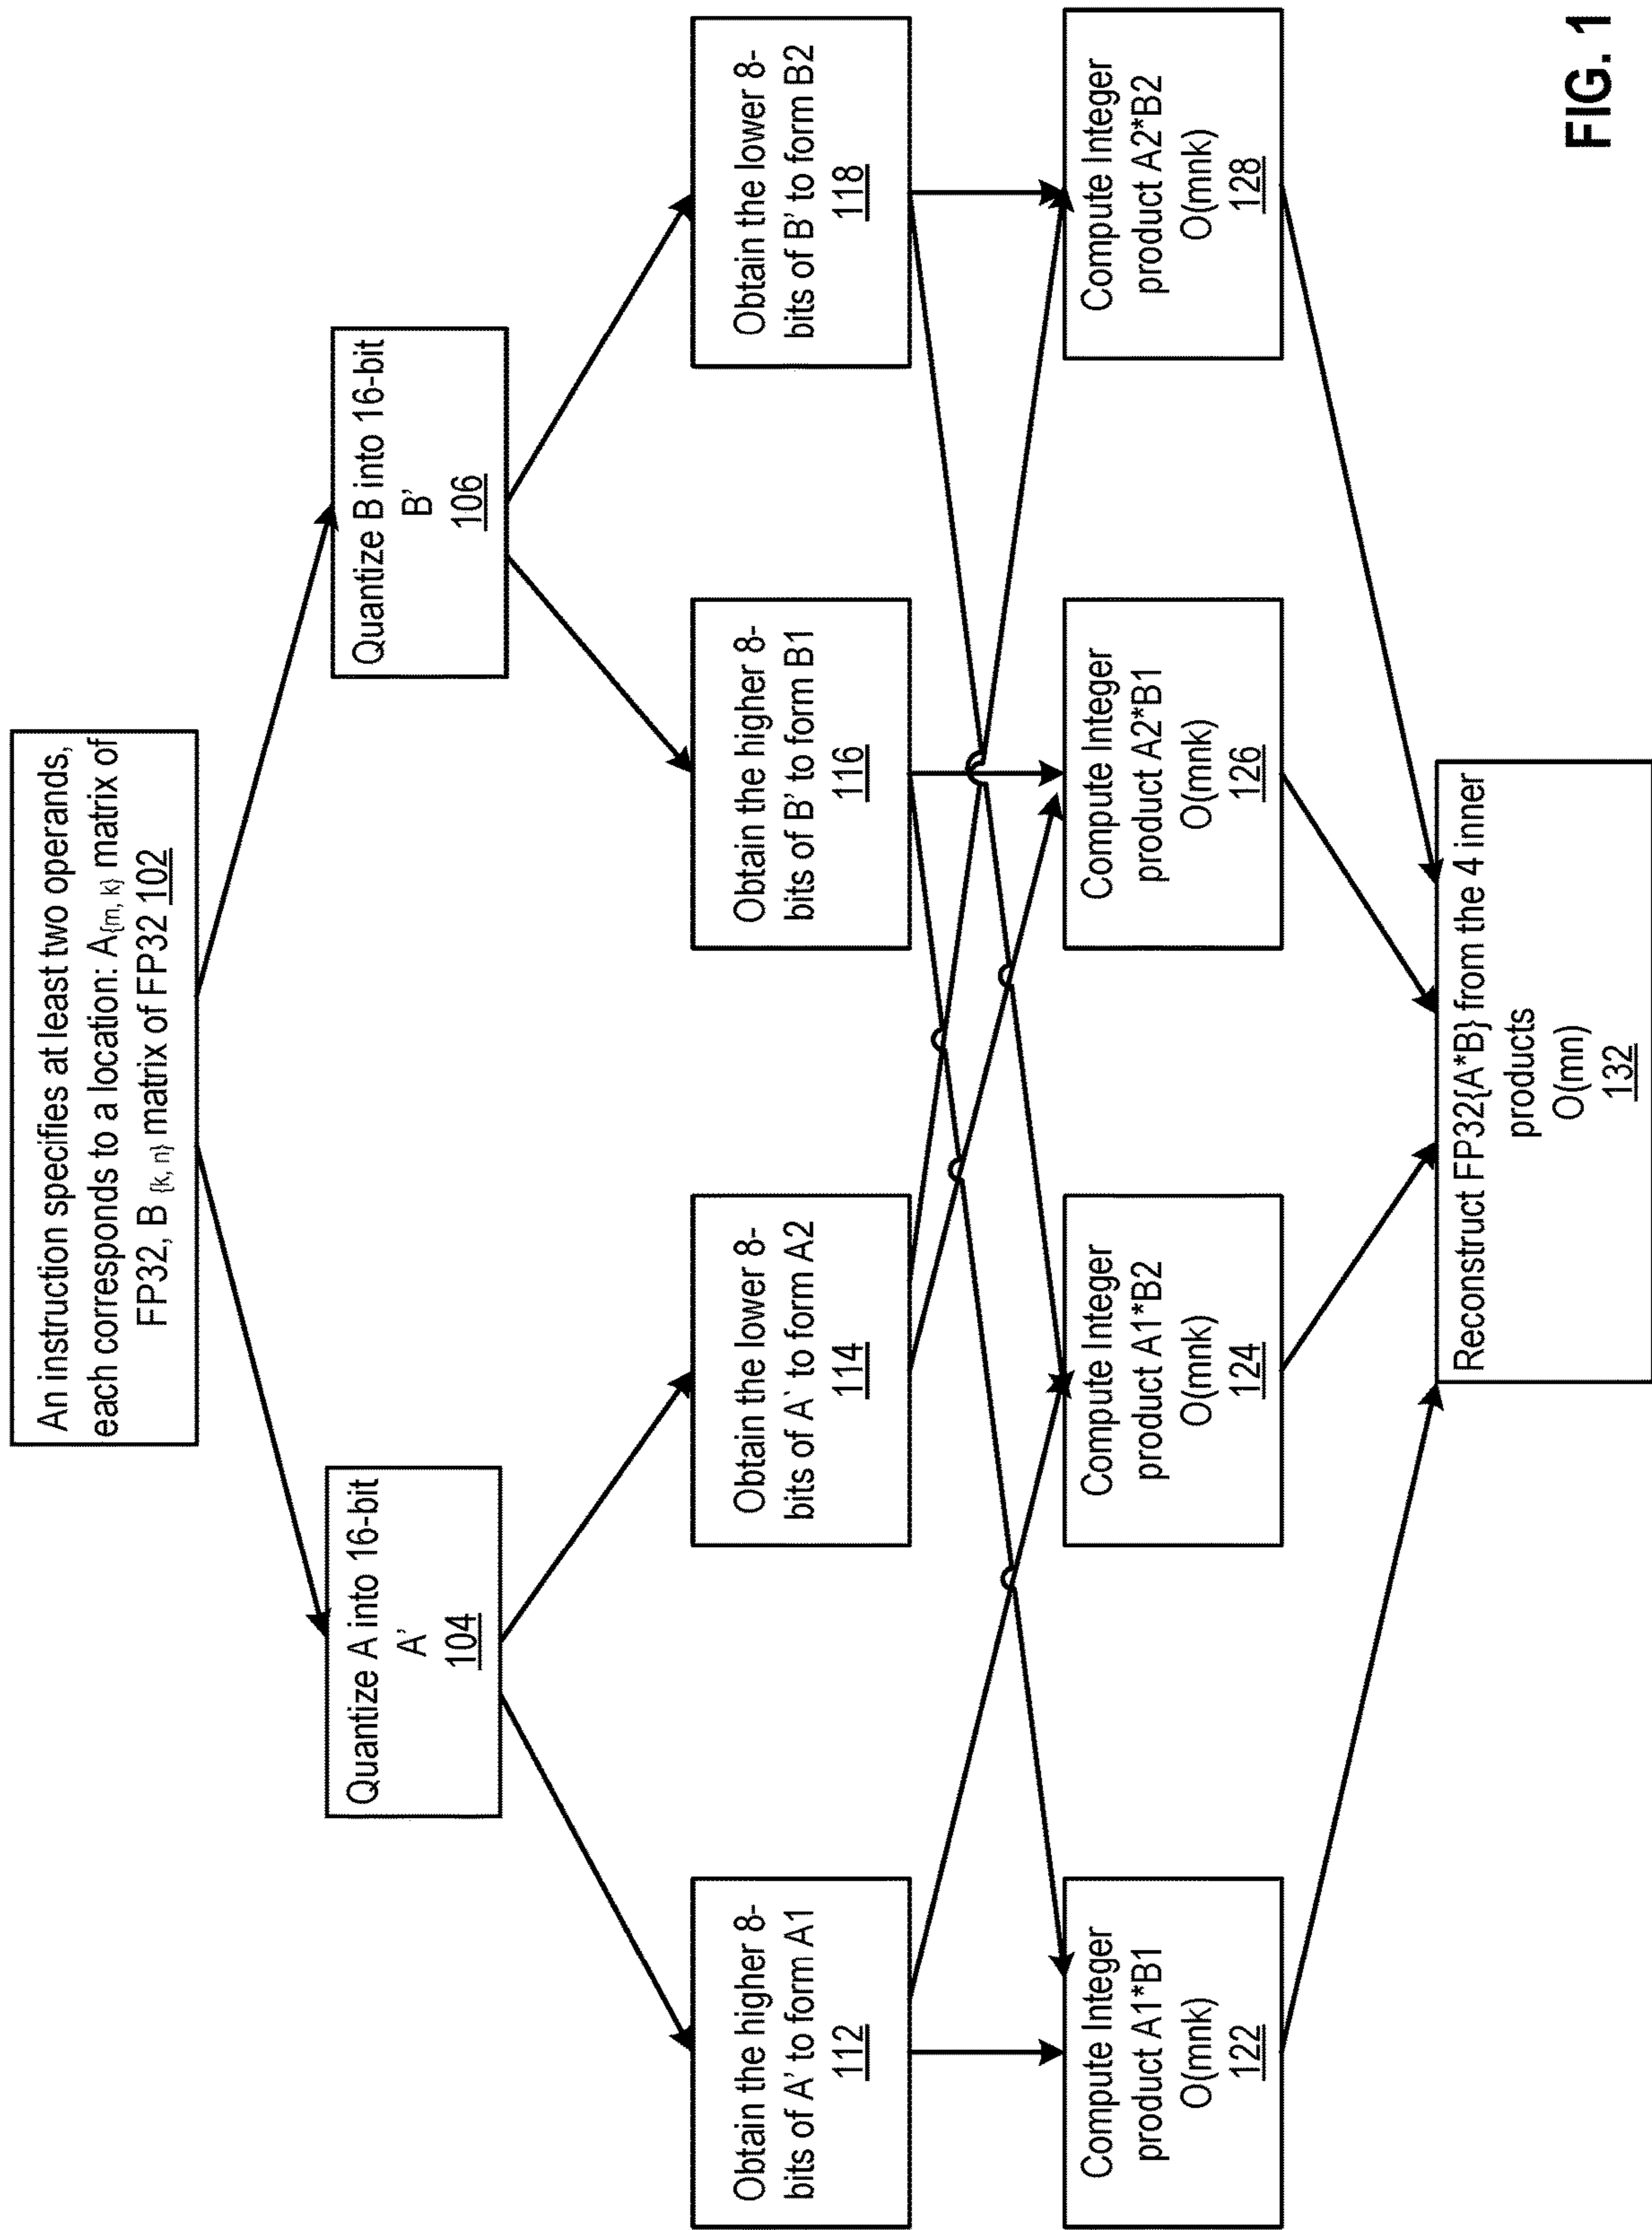 An instruction specifies at least two operands,
each corresponds to a location: A{m, k} matrix of
FP32, B {k, n} matrix of FP32 102
Quantize A into 16-bit
A'
104
Quantize B into 16-bit
B'
106
Obtain the higher 8-
bits of A' to form A1
112
Obtain the lower 8-
bits of A` to form A2
114
Obtain the higher 8-
bits of B' to form B1
116
Obtain the lower 8-
bits of B' to form B2
118
Compute Integer
product A1*B1
O(mnk)
122
Compute Integer
product A1*B2
O(mnk)
124
Compute Integer
product A2*B1
O(mnk)
126
Compute Integer
product A2*B2
O(mnk)
128
Reconstruct FP32{A*B} from the 4 inner
products
O(mn)
132
FIG. 1